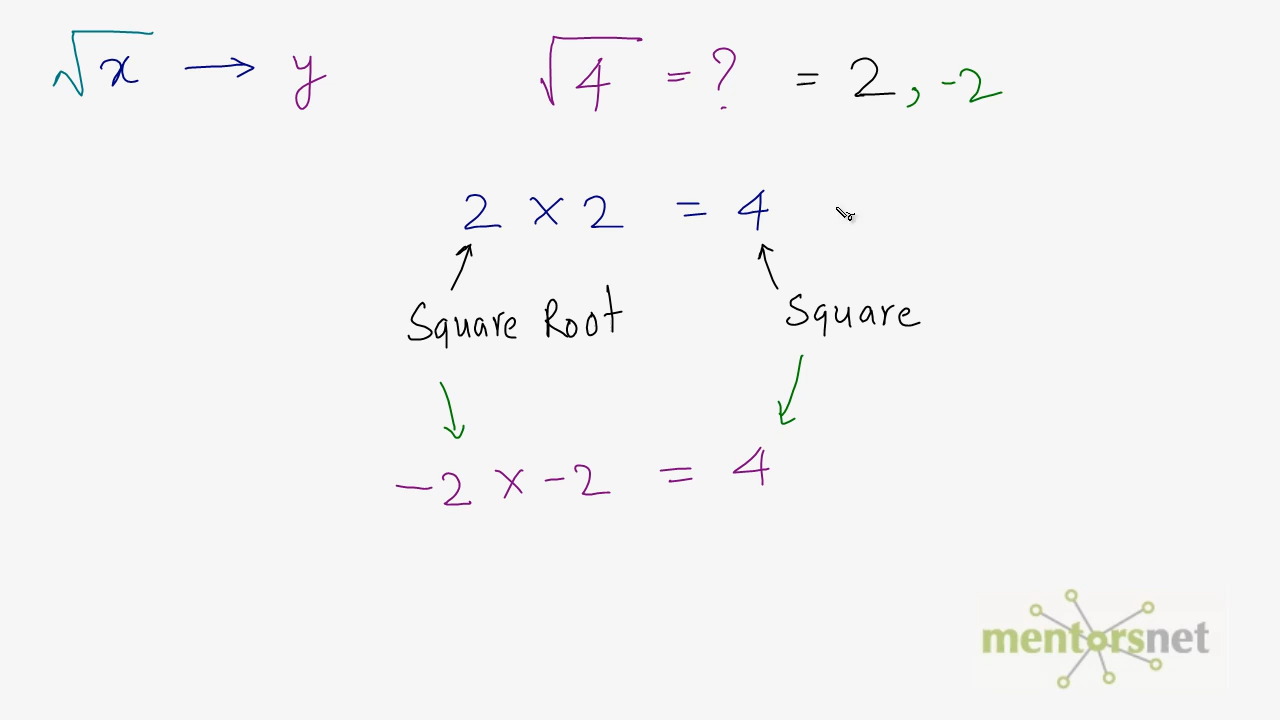 √x → y
√4 = ? = 2, -2
2 × 2 = 4
Square Root
Square
-2 × -2 = 4
mentorsnet